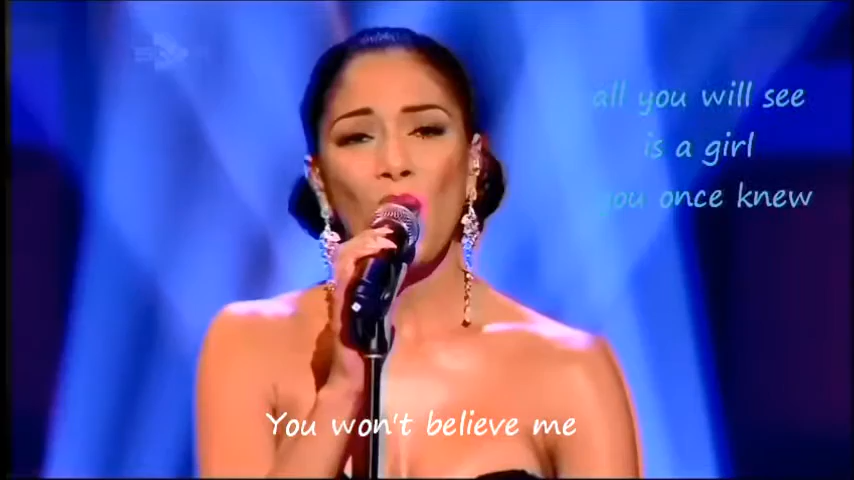 all you will see
is a girl
you once knew
You won't believe me